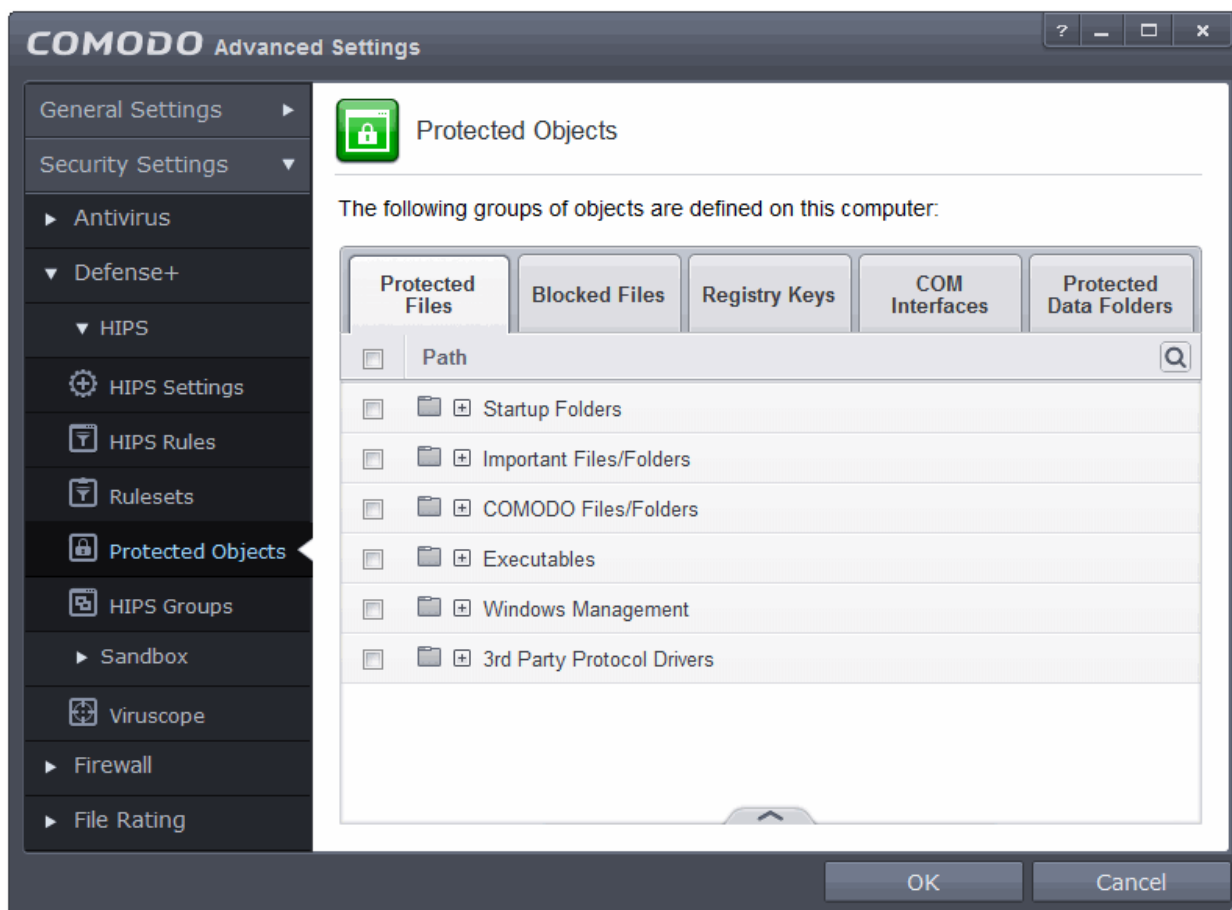 COMODO Advanced Settings
General Settings
Security Settings
Antivirus
Defense+
HIPS
HIPS Settings
HIPS Rules
Rulesets
Protected Objects
HIPS Groups
Sandbox
Viruscope
Firewall
File Rating
Protected Objects
The following groups of objects are defined on this computer:
Protected
Files
Blocked Files
Registry Keys
COM
Interfaces
Protected
Data Folders
Path
Startup Folders
Important Files/Folders
COMODO Files/Folders
Executables
Windows Management
3rd Party Protocol Drivers
OK
Cancel